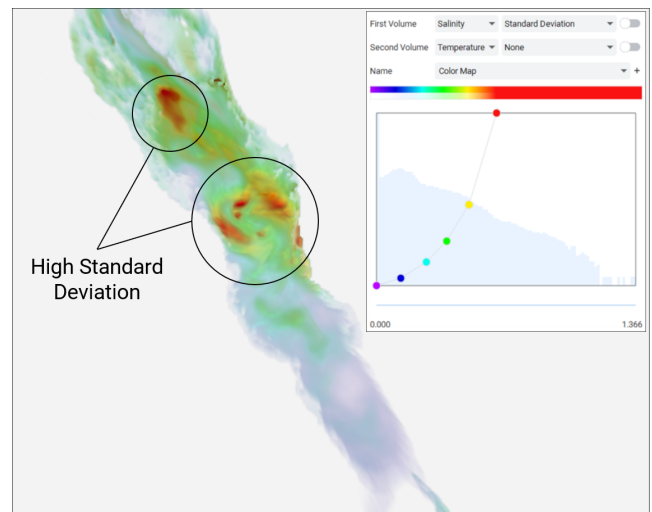 First Volume Salinity Standard Deviation
Second Volume Temperature None
Name Color Map +
0.000 1.366
High Standard
Deviation